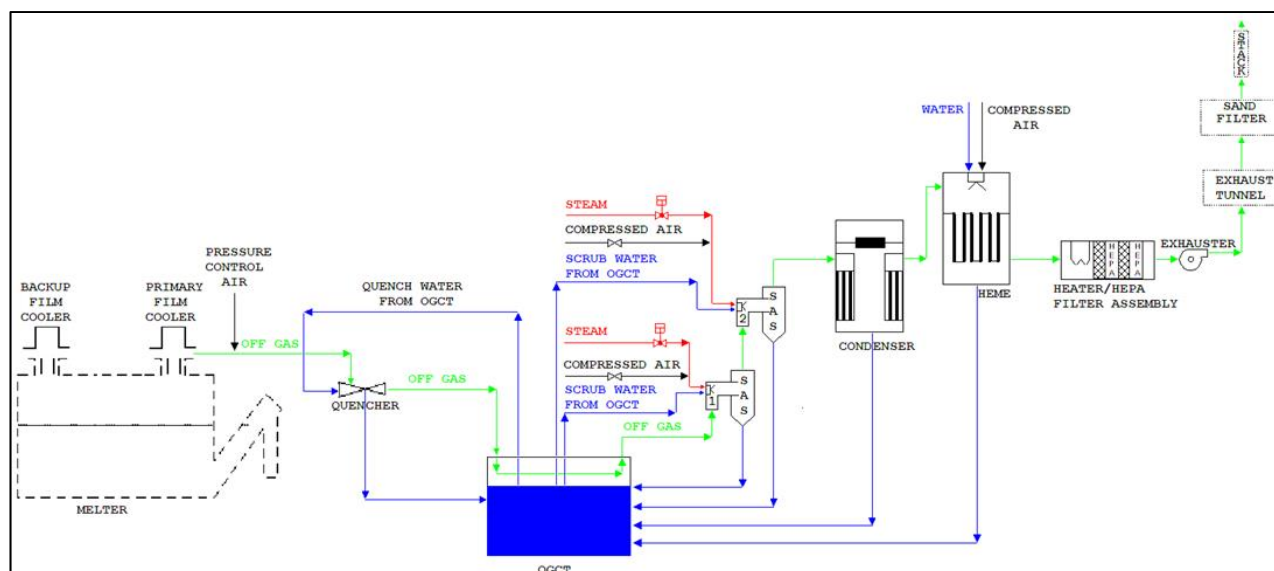 STACK
SAND
FILTER
EXHAUST
TUNNEL
WATER
COMPRESSED
AIR
STEAM
COMPRESSED AIR
SCRUB WATER
FROM OGCT
PRESSURE
CONTROL
AIR
BACKUP
FILM
COOLER
PRIMARY
FILM
COOLER
QUENCH WATER
FROM OGCT
OFF GAS
QUENCHER
OFF GAS
STEAM
COMPRESSED AIR
SCRUB WATER
FROM OGCT
OFF GAS
1
SAS
2
SAS
CONDENSER
HEME
HEPA
HEPA
HEATER/HEPA
FILTER ASSEMBLY
EXHAUSTER
MELTER
OGCT